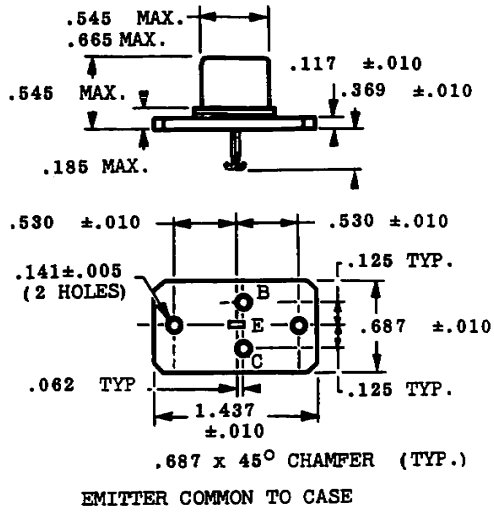 .545 MAX.
.665 MAX.
.117 ±.010
.545 MAX.
.369 ±.010
.185 MAX.
.530 ±.010
.530 ±.010
.125 TYP.
.141±.005
(2 HOLES)
B
E
.687 ±.010
C
.062 TYP
.125 TYP.
1.437
±.010
.687 x 45° CHAMFER (TYP.)
EMITTER COMMON TO CASE